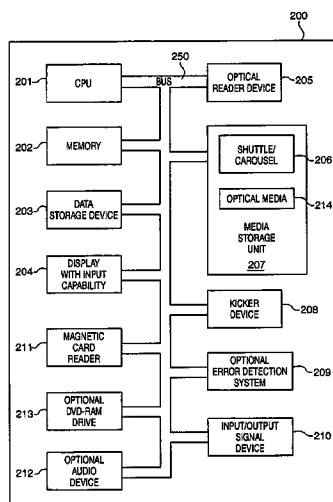 200
250
201
CPU
BUS
OPTICAL
READER DEVICE
205
202
MEMORY
SHUTTLE/
CAROUSEL
206
OPTICAL MEDIA
214
MEDIA
STORAGE
UNIT
207
203
DATA
STORAGE DEVICE
204
DISPLAY
WITH INPUT
CAPABILITY
KICKER
DEVICE
208
211
MAGNETIC
CARD
READER
OPTIONAL
ERROR DETECTION
SYSTEM
209
213
OPTIONAL
DVD-RAM
DRIVE
INPUT/OUTPUT
SIGNAL
DEVICE
210
212
OPTIONAL
AUDIO
DEVICE